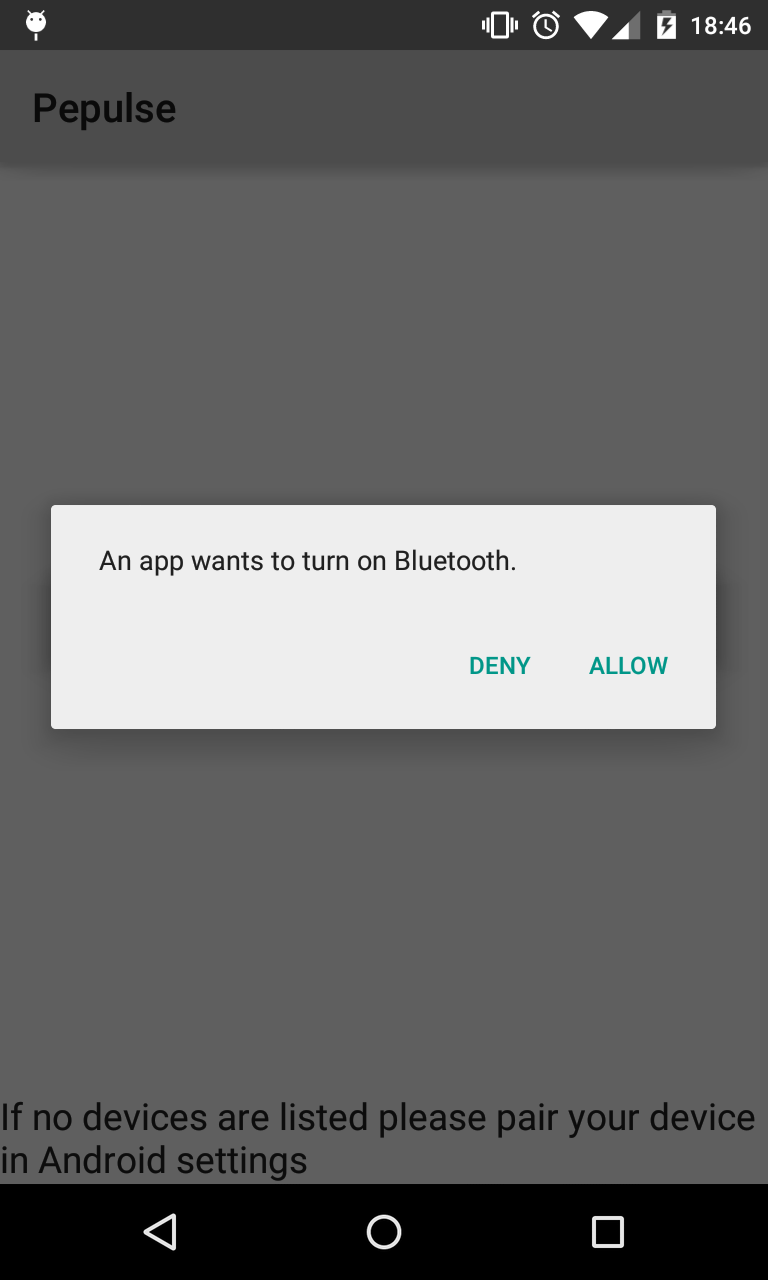 18:46
Pepulse
An app wants to turn on Bluetooth.
DENY ALLOW
If no devices are listed please pair your device
in Android settings